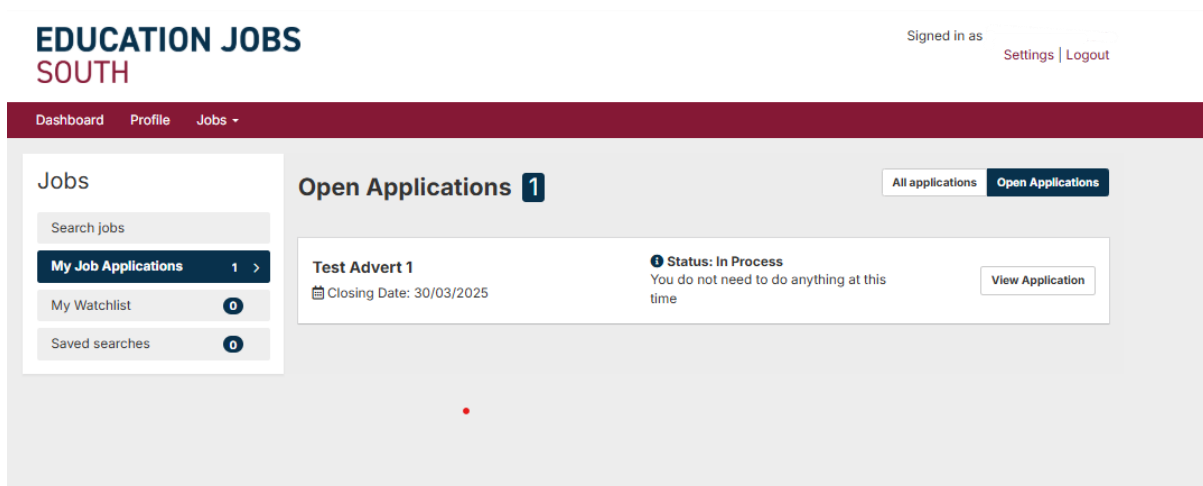 EDUCATION JOBS
SOUTH
Signed in as
Settings | Logout
Dashboard Profile Jobs
Jobs
Search jobs
My Job Applications 1 >
My Watchlist 0
Saved searches 0
Open Applications 1
All applications Open Applications
Test Advert 1
Closing Date: 30/03/2025
Status: In Process
You do not need to do anything at this
time
View Application